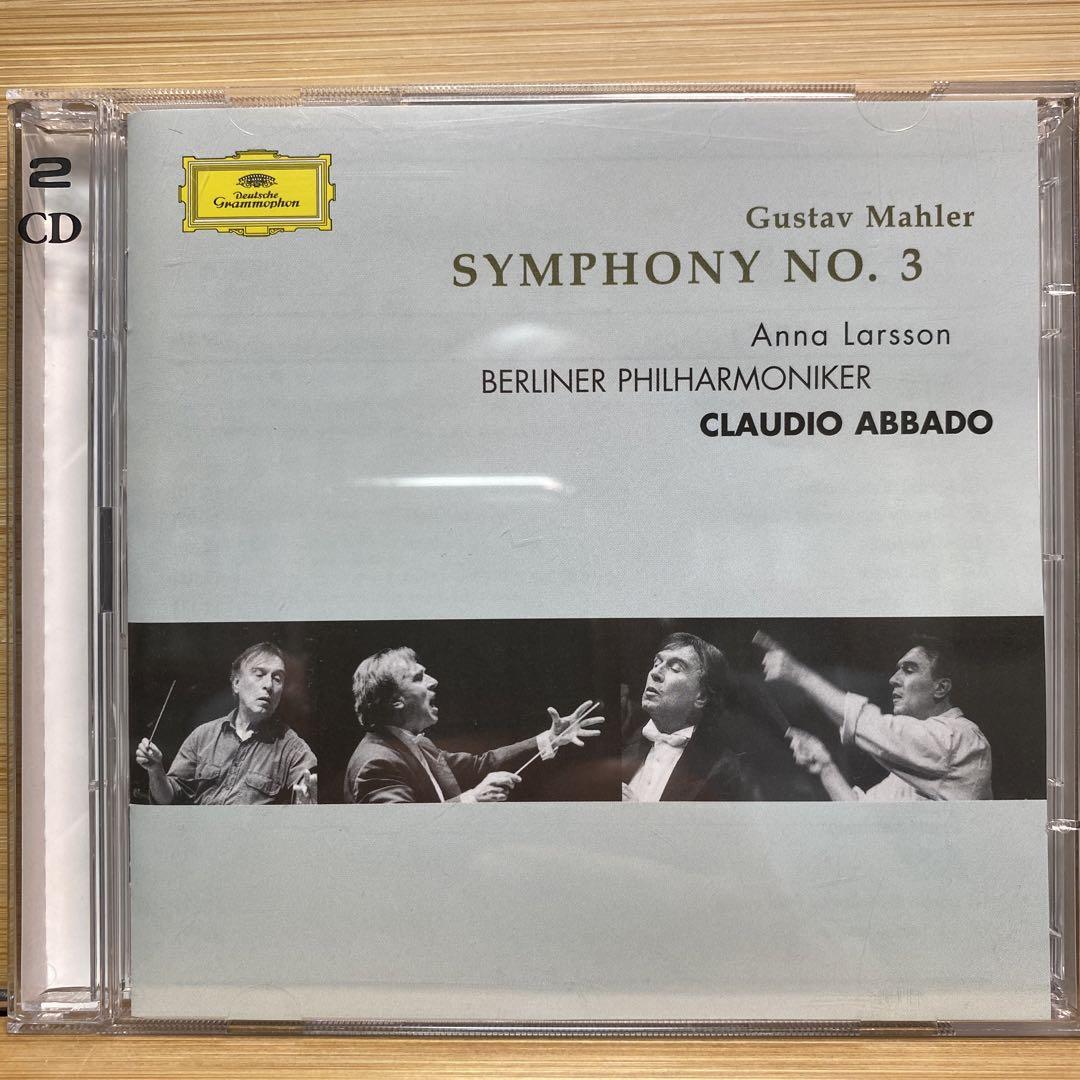 2
CD
Deutsche
Grammophon
Gustav Mahler
SYMPHONY NO. 3
Anna Larsson
BERLINER PHILHARMONIKER
CLAUDIO ABBADO